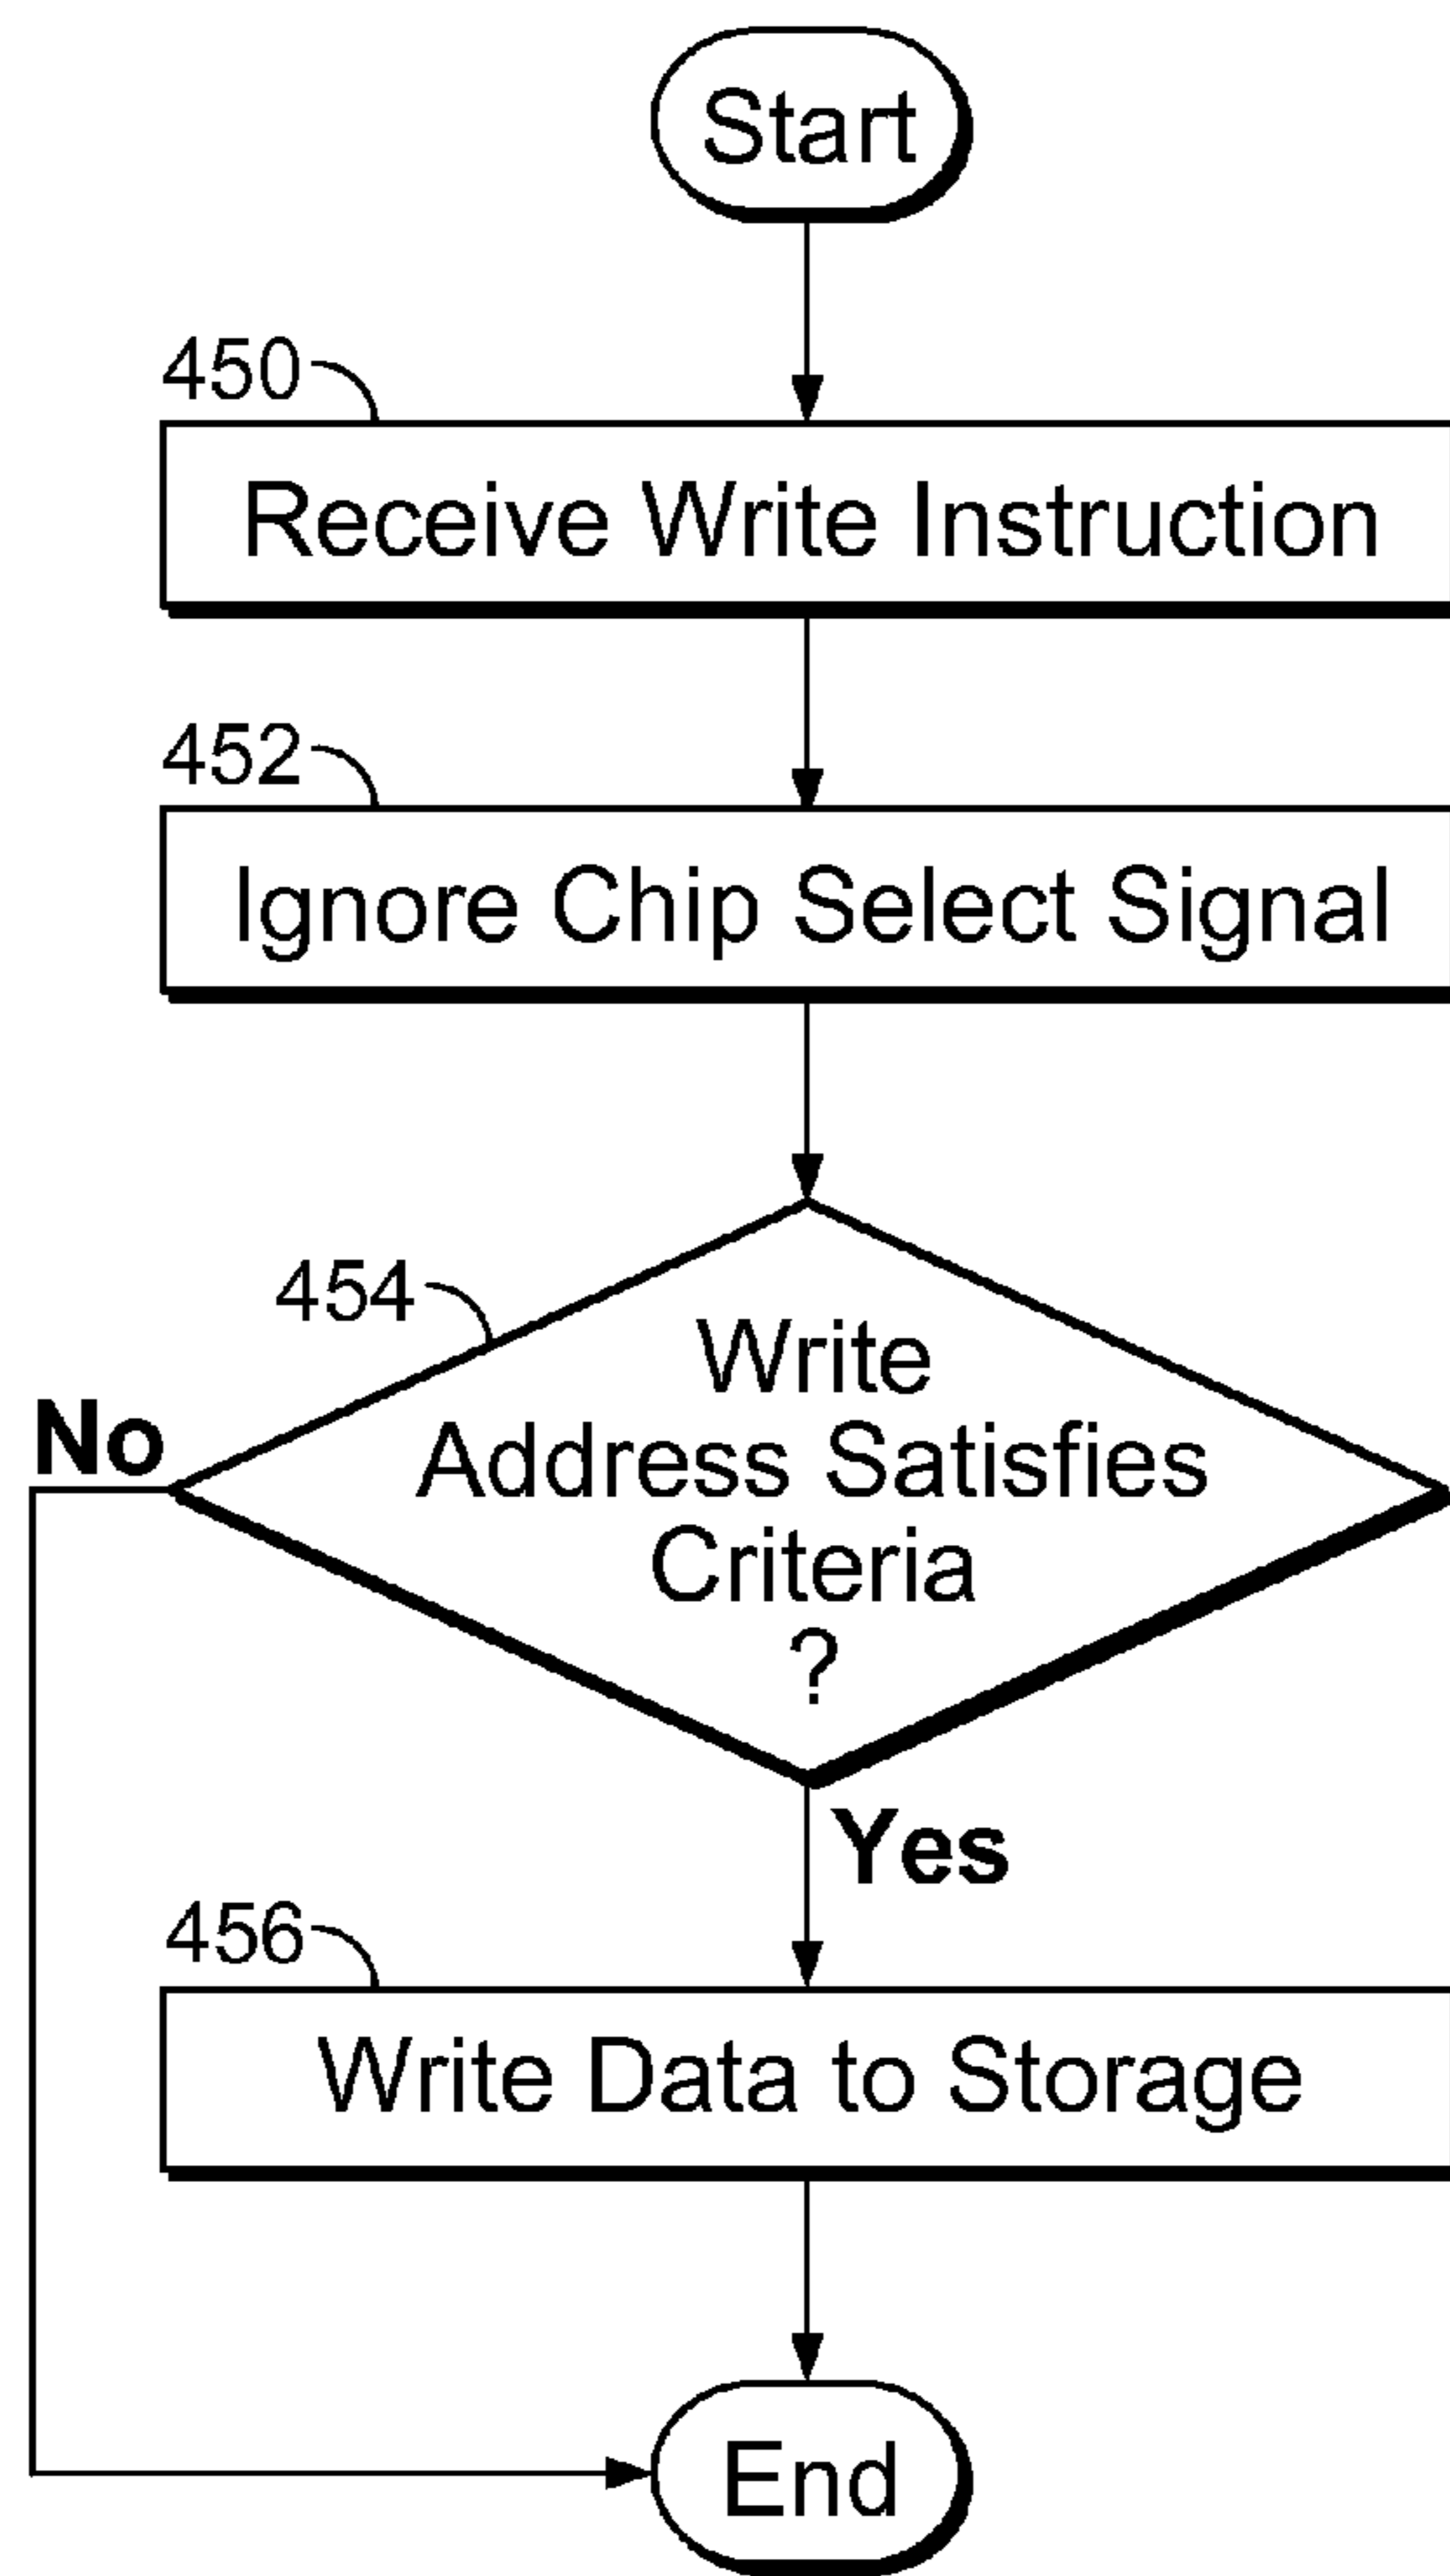 Start
450
Receive Write Instruction
452
Ignore Chip Select Signal
454
Write
Address Satisfies
Criteria
?
No
Yes
456
Write Data to Storage
End